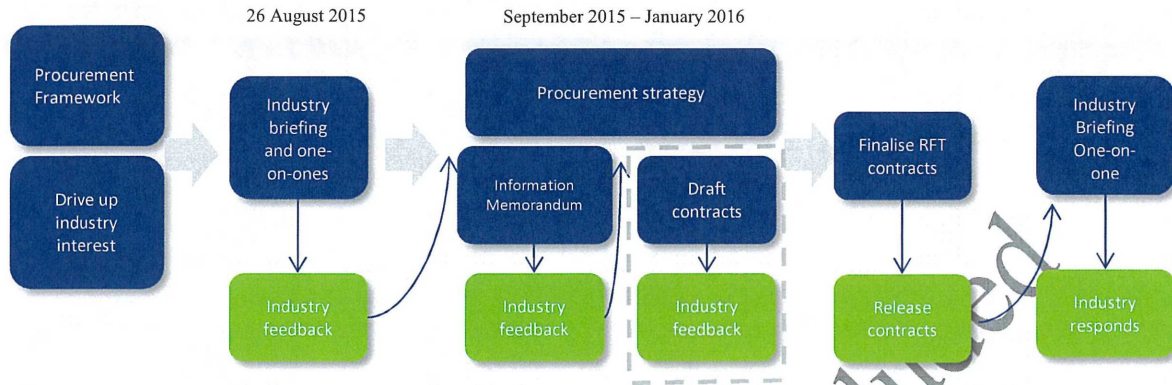 26 August 2015
September 2015 – January 2016
Procurement
Framework
Drive up
industry
interest
Industry
briefing
and one-
on-ones
Industry
feedback
Procurement strategy
Information
Memorandum
Industry
feedback
Draft
contracts
Industry
feedback
Finalise RFT
contracts
Release
contracts
Industry
Briefing
One-on-
one
Industry
responds